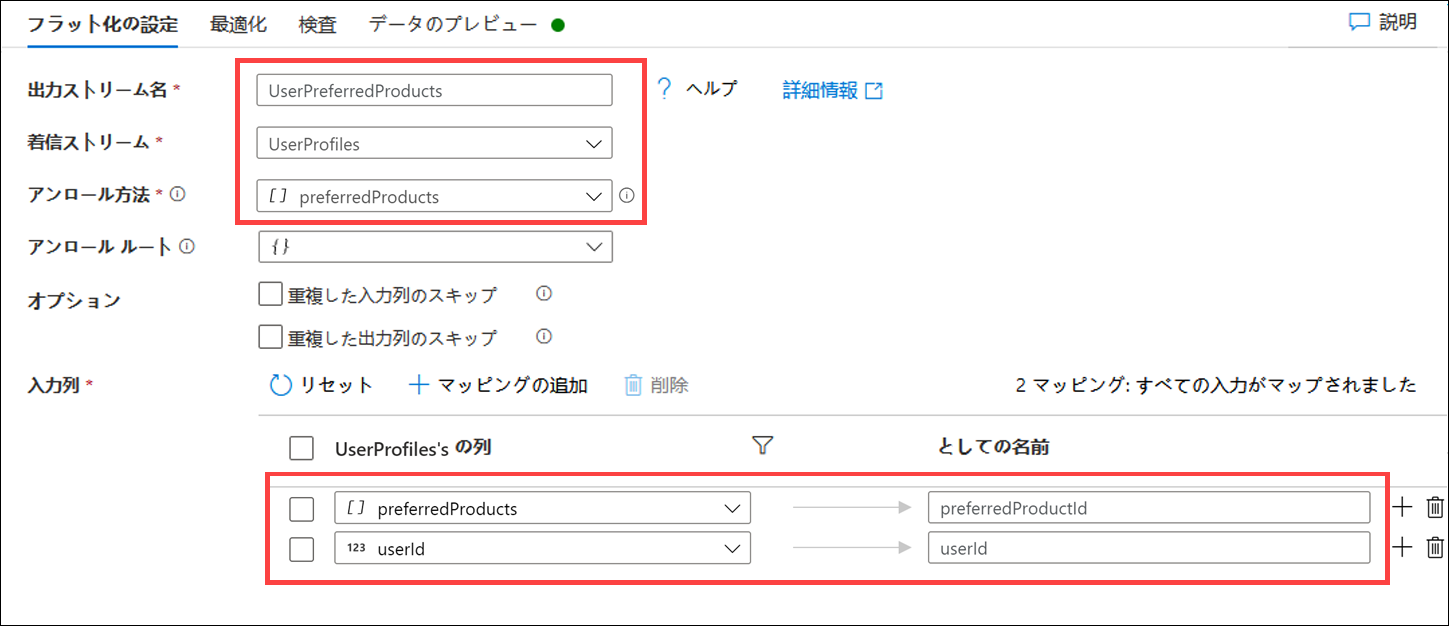 フラット化の設定 最適化 検査 データのプレビュー 説明
出力ストリーム名 * UserPreferredProducts ? ヘルプ 詳細情報
着信ストリーム * UserProfiles
アンロール方法 * [ ] preferredProducts
アンロール ルート { }
オプション 重複した入力列のスキップ
重複した出力列のスキップ
入力列 * リセット マッピングの追加 削除 2 マッピング: すべての入力がマップされました
UserProfiles's の列 としての名前
[ ] preferredProducts preferredProductId
123 userId userId